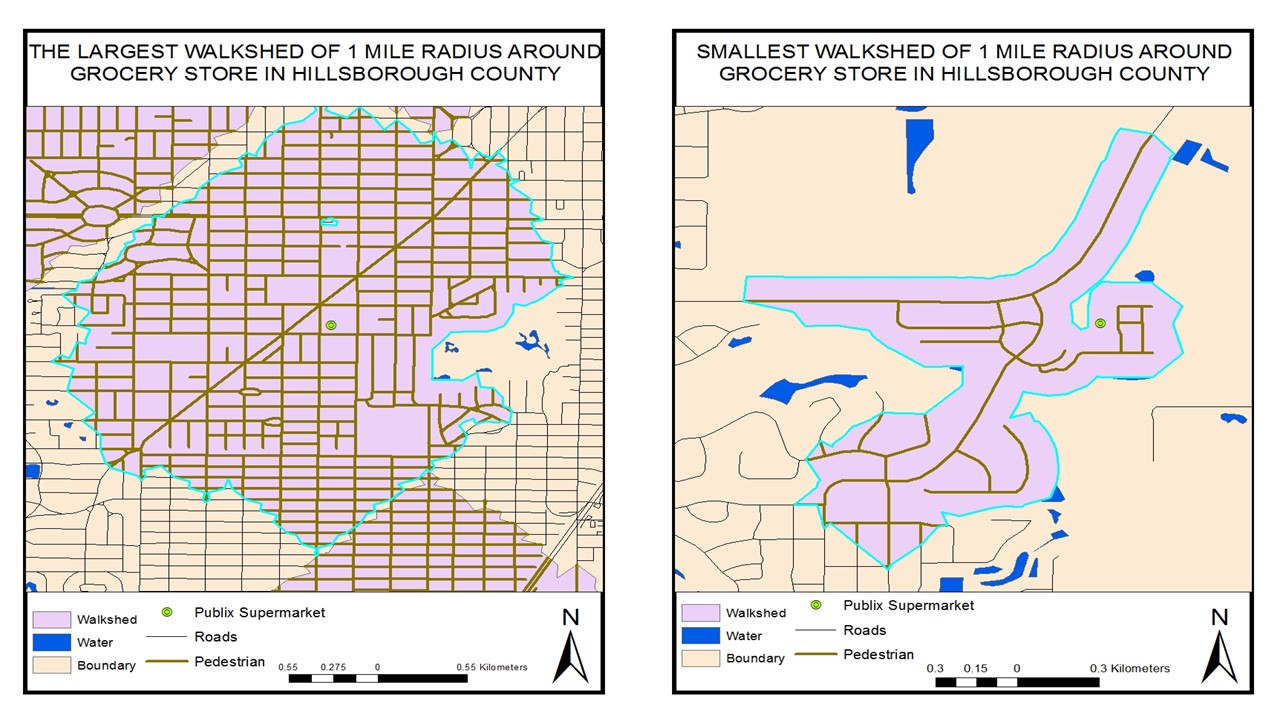 THE LARGEST WALKSHED OF 1 MILE RADIUS AROUND
GROCERY STORE IN HILLSBOROUGH COUNTY
Walkshed
Water
Boundary
Publix Supermarket
Roads
Pedestrian
0.55 0.275 0 0.55 Kilometers
N
SMALLEST WALKSHED OF 1 MILE RADIUS AROUND
GROCERY STORE IN HILLSBOROUGH COUNTY
Walkshed
Water
Boundary
Publix Supermarket
Roads
Pedestrian
0.3 0.15 0 0.3 Kilometers
N